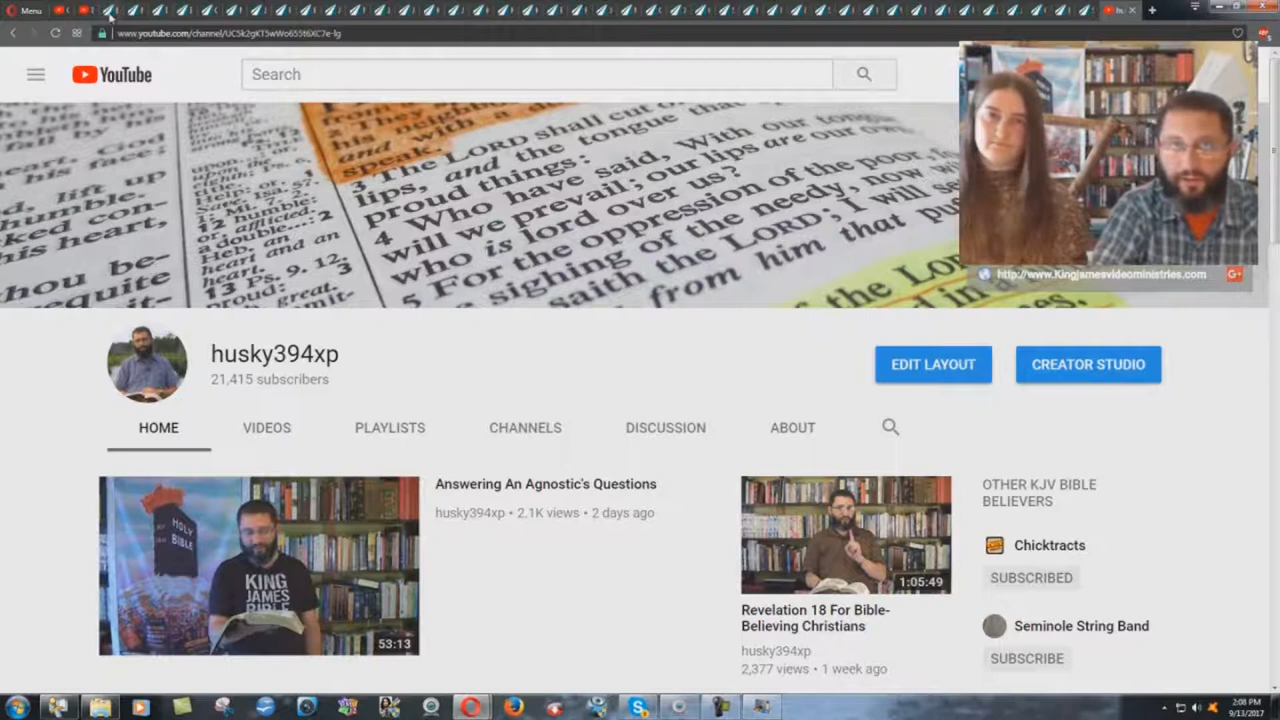 Menu
www.youtube.com/channel/UC5k2gKT5wWo655t6XC7e-lg
YouTube
Search
3 The LORD shall cut
lips, and the tongue that
proud things:
4 Who have said, With our
will we prevail; our lips are our own
who is lord over us?
5 For the oppression of the poor,
the sighing of the needy, now
saith the LORD; I will
from him that
http://www.Kingjamesvideoministries.com
G+
husky394xp
21,415 subscribers
EDIT LAYOUT
CREATOR STUDIO
HOME
VIDEOS
PLAYLISTS
CHANNELS
DISCUSSION
ABOUT
HOLY
BIBLE
KING
JAMES
BIBLE
53:13
Answering An Agnostic's Questions
husky394xp • 2.1K views • 2 days ago
1:05:49
Revelation 18 For Bible-
Believing Christians
husky394xp
2,377 views • 1 week ago
OTHER KJV BIBLE
BELIEVERS
Chicktracts
SUBSCRIBED
Seminole String Band
SUBSCRIBE
2:08 PM
9/13/2017